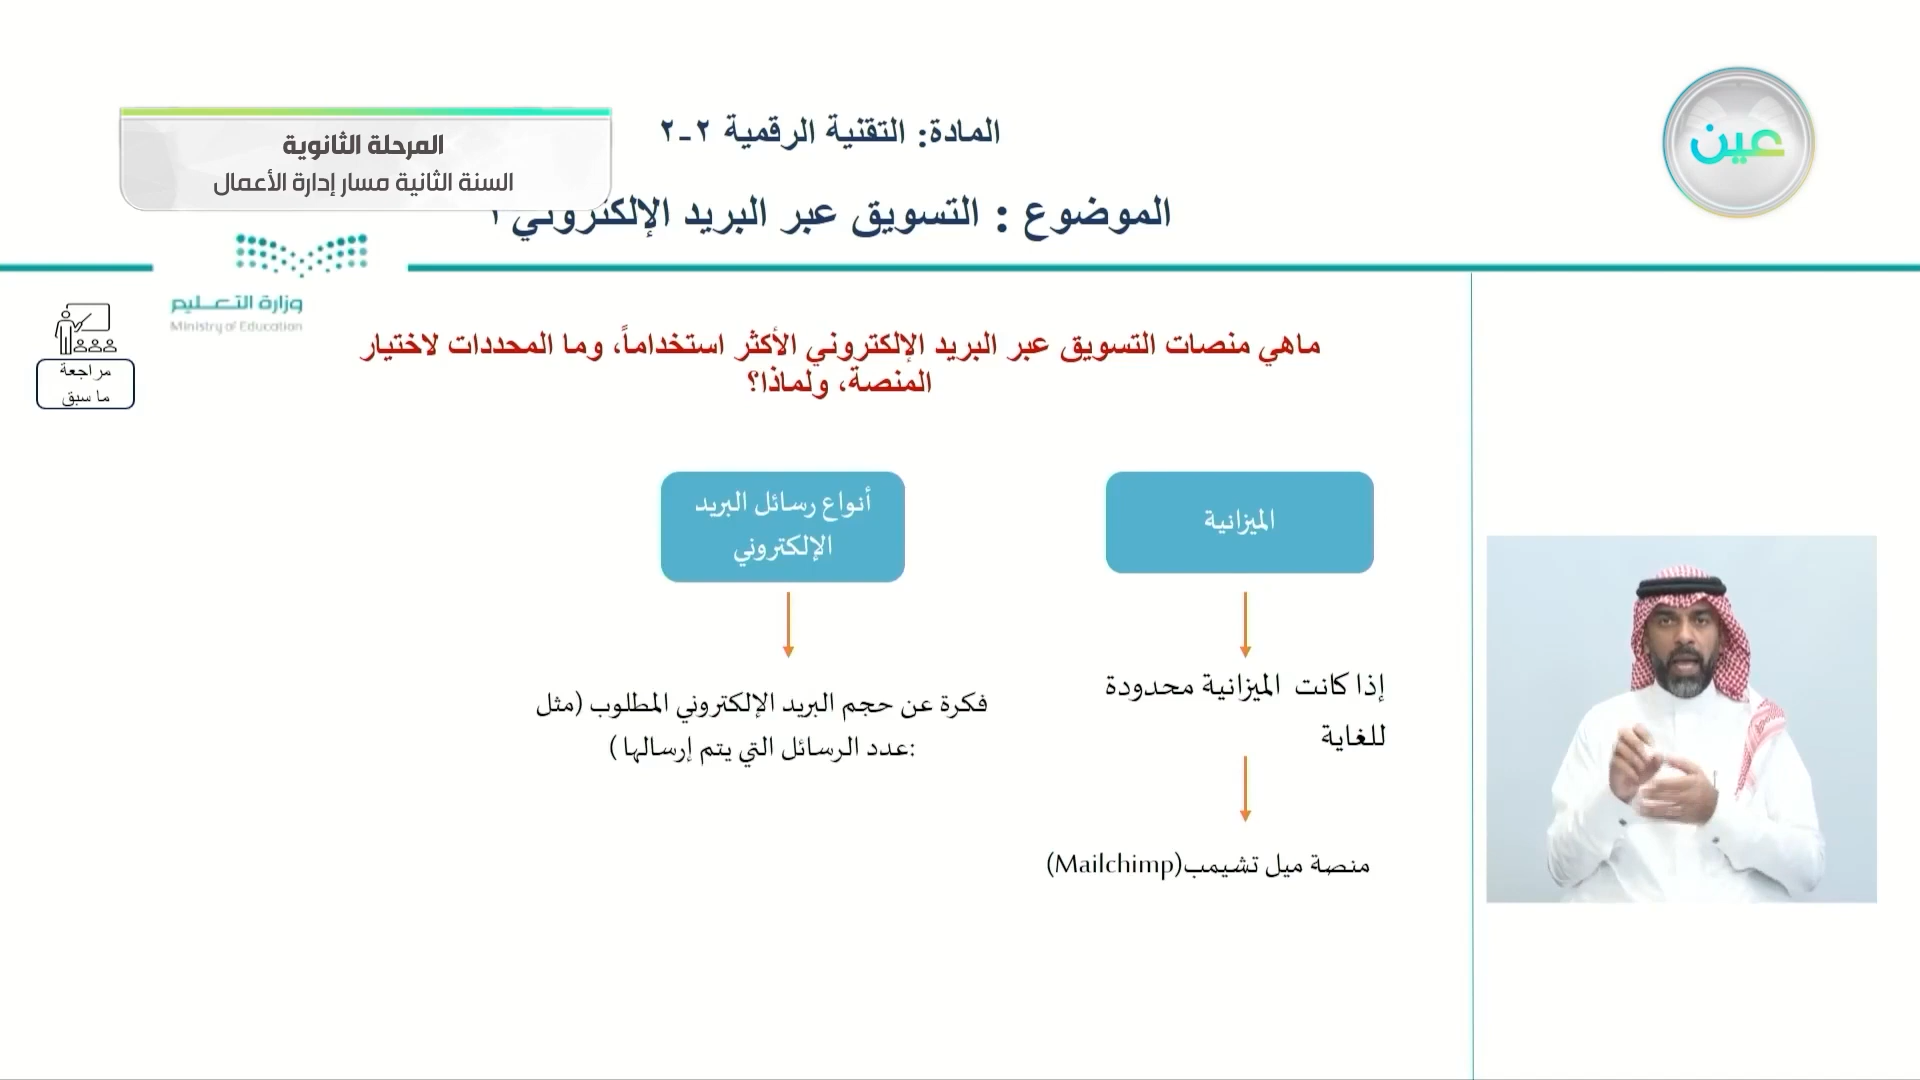 عين
المادة: التقنية الرقمية ٢-٢
المرحلة الثانوية
السنة الثانية مسار إدارة الأعمال
الموضوع : التسويق عبر البريد الإلكتروني
وزارة التعليم
Ministry of Education
مراجعة
ما سبق
ماهي منصات التسويق عبر البريد الإلكتروني الأكثر استخداماً، وما المحددات لاختيار
المنصة، ولماذا؟
الميزانية
إذا كانت الميزانية محدودة
للغاية
منصة ميل تشيمب(Mailchimp)
أنواع رسائل البريد
الإلكتروني
فكرة عن حجم البريد الإلكتروني المطلوب (مثل
:عدد الرسائل التي يتم إرسالها )